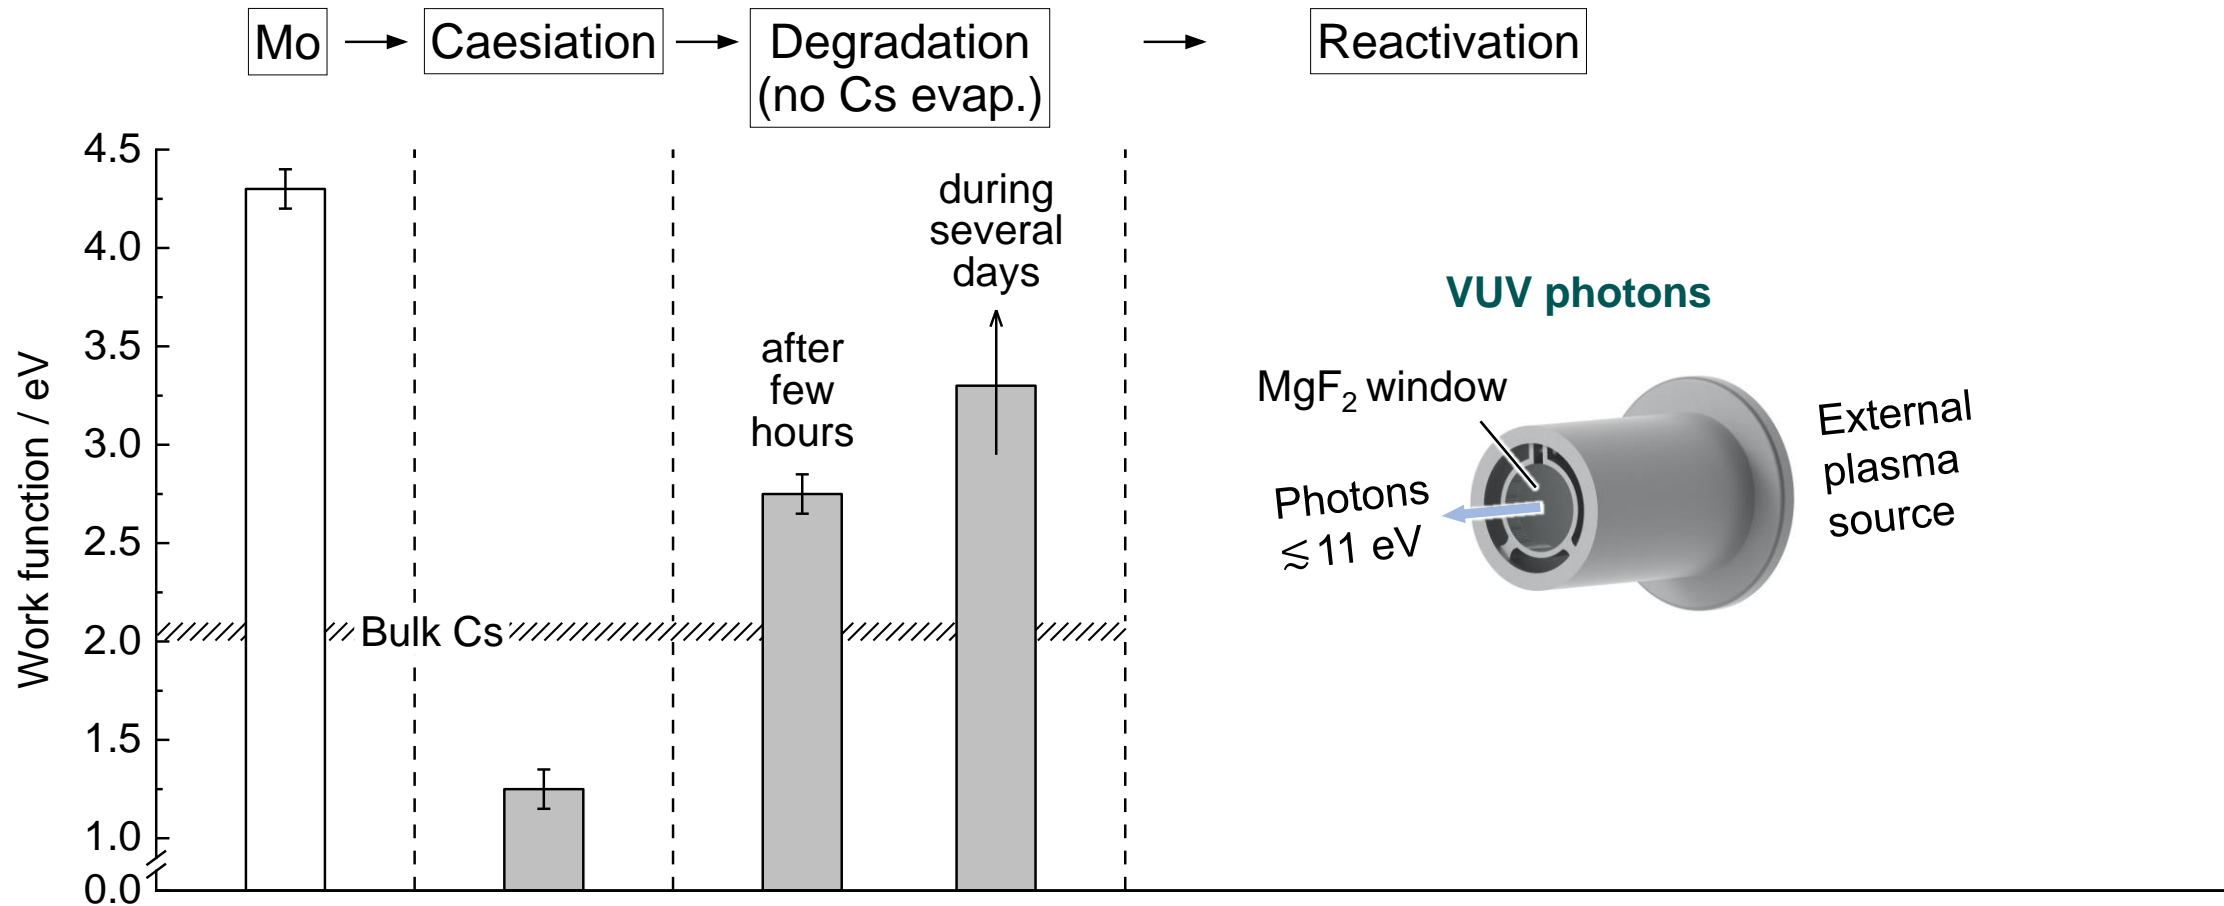 Mo
Caesiation
Degradation
(no Cs evap.)
Reactivation
Work function / eV
4.5
4.0
3.5
3.0
2.5
2.0
1.5
1.0
0.0
Bulk Cs
after
few
hours
during
several
days
VUV photons
MgF₂ window
Photons
≲ 11 eV
External
plasma
source